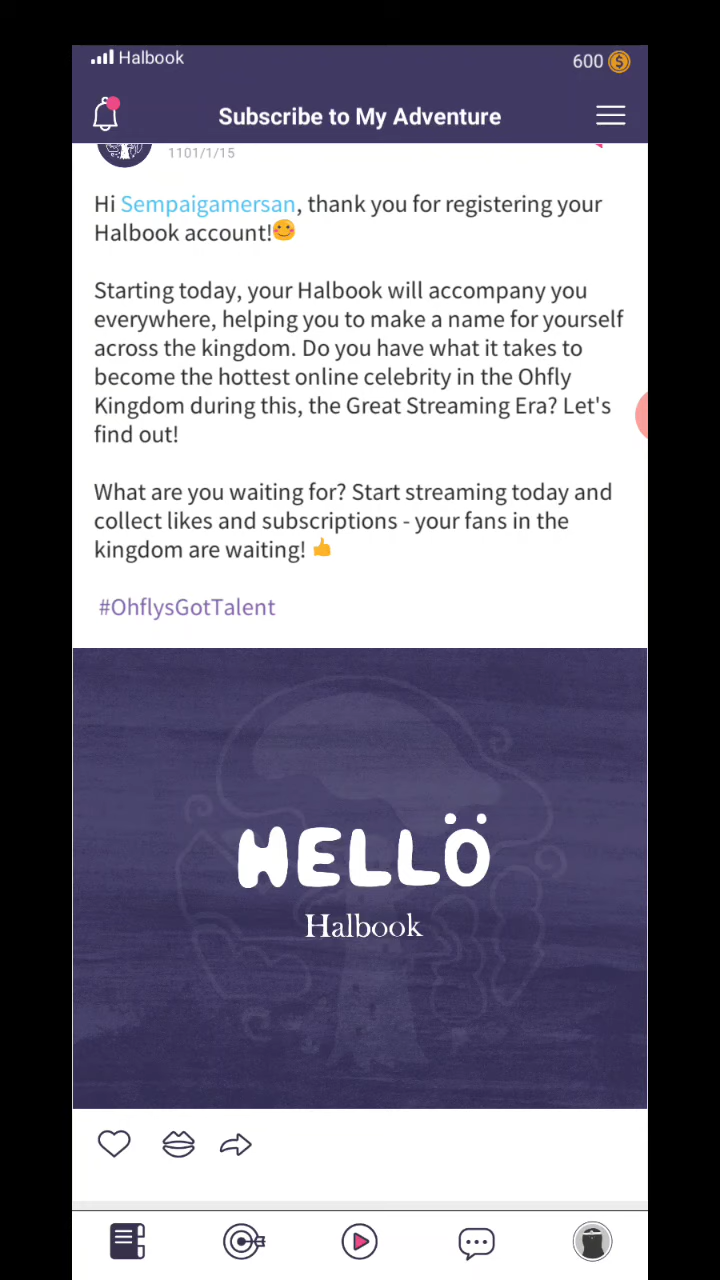 Halbook
600
Subscribe to My Adventure
1101/1/15
Hi Sempaigamersan, thank you for registering your
Halbook account!
Starting today, your Halbook will accompany you
everywhere, helping you to make a name for yourself
across the kingdom. Do you have what it takes to
become the hottest online celebrity in the Ohfly
Kingdom during this, the Great Streaming Era? Let's
find out!
What are you waiting for? Start streaming today and
collect likes and subscriptions - your fans in the
kingdom are waiting! 👍
#OhflysGotTalent
HELLÖ
Halbook